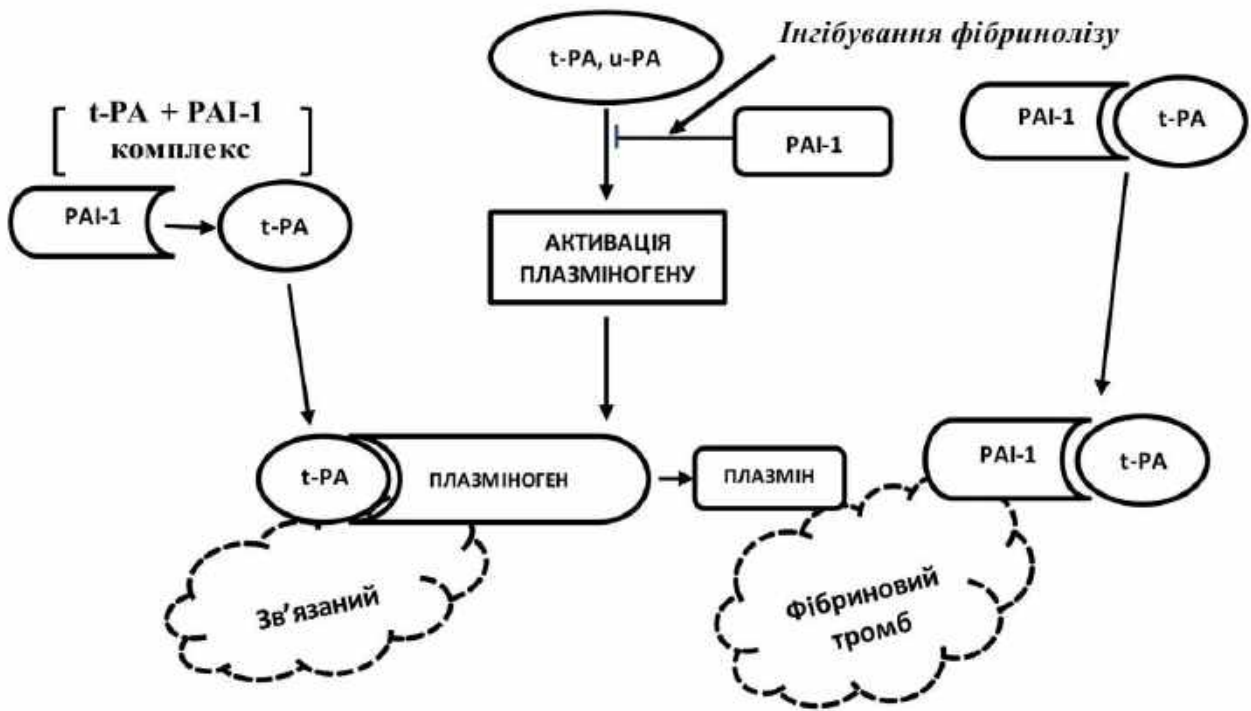 Інгібування фібринолізу
t-PA, u-PA
PAI-1
[ t-PA + PAI-1
комплекс ]
PAI-1
t-PA
PAI-1
t-PA
АКТИВАЦІЯ
ПЛАЗМІНОГЕНУ
t-PA
ПЛАЗМІНОГЕН
ПЛАЗМІН
PAI-1
t-PA
Зв’язаний
Фібриновий
тромб